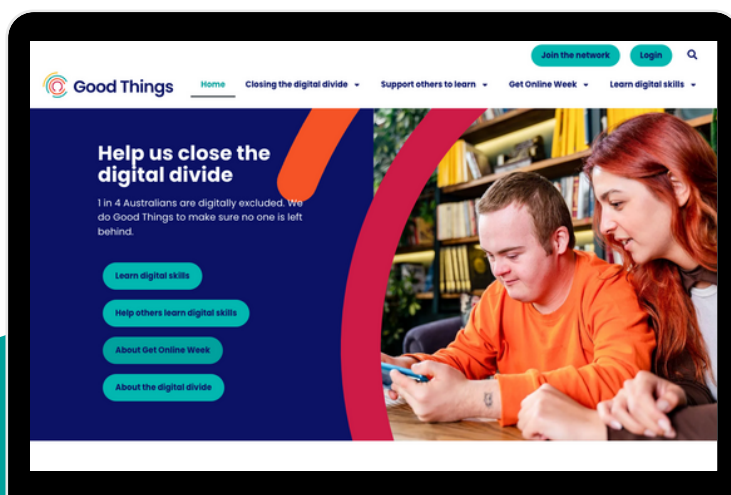 Join the network
Login
Good Things
Home
Closing the digital divide
Support others to learn
Get Online Week
Learn digital skills
Help us close the
digital divide
1 in 4 Australians are digitally excluded. We
do Good Things to make sure no one is left
behind.
Learn digital skills
Help others learn digital skills
About Get Online Week
About the digital divide